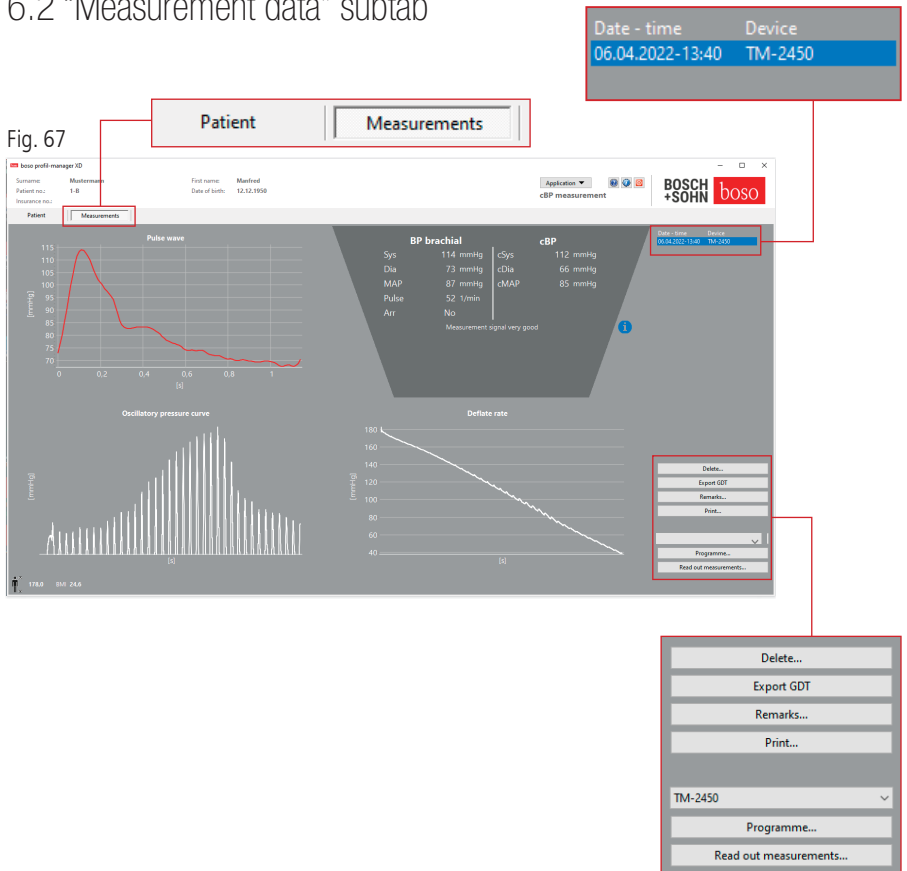 6.2 “Measurement data” subtab
Date - time Device
06.04.2022-13:40 TM-2450
Patient Measurements
Fig. 67
boso profil-manager XD
Surname Mustermann First name: Manfred
Patient no.: 1-8 Date of birth: 12.12.1950
Insurance no.:
Application
cBP measurement
BOSCH
+SOHN boso
Patient Measurements
Pulse wave
115
110
105
100
95
90
85
80
75
70
[mmHg]
0 0,2 0,4 0,6 0,8 1
[s]
BP brachial cBP
Sys 114 mmHg cSys 112 mmHg
Dia 73 mmHg cDia 66 mmHg
MAP 87 mmHg cMAP 85 mmHg
Pulse 52 1/min
Arr No
Measurement signal very good
i
Date - time Device
06.04.2022-13:40 TM-2450
Oscillatory pressure curve
[mmHg]
[s]
Deflate rate
180
160
140
120
100
80
60
40
[mmHg]
[s]
Delete...
Export GDT
Remarks...
Print...
Programme...
Read out measurements...
178,0 BMI 24,6
Delete...
Export GDT
Remarks...
Print...
TM-2450
Programme...
Read out measurements...